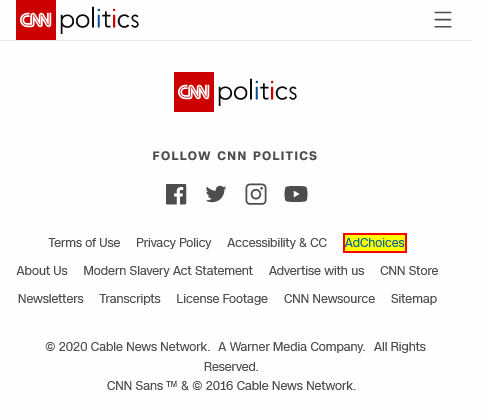 CNN politics
CNN politics
FOLLOW CNN POLITICS
Terms of Use Privacy Policy Accessibility & CC AdChoices
About Us Modern Slavery Act Statement Advertise with us CNN Store
Newsletters Transcripts License Footage CNN Newsource Sitemap
© 2020 Cable News Network. A Warner Media Company. All Rights
Reserved.
CNN Sans ™ & © 2016 Cable News Network.